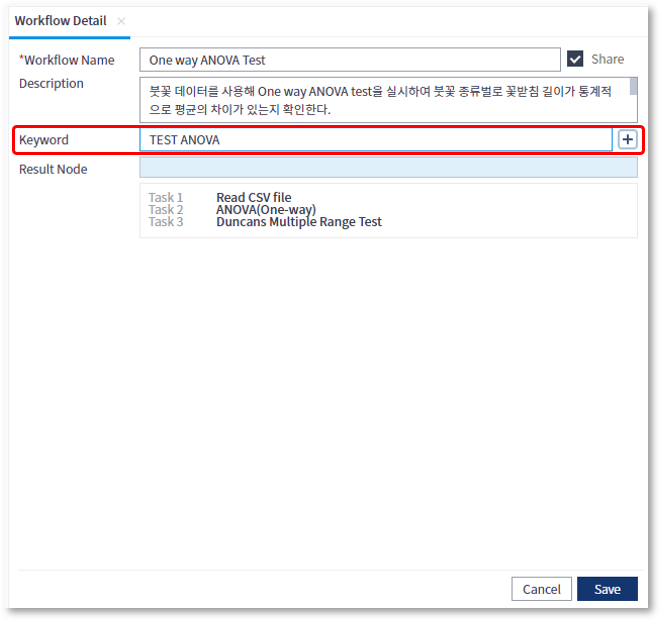 Workflow Detail ×
*Workflow Name One way ANOVA Test Share
Description 붓꽃 데이터를 사용해 One way ANOVA test을 실시하여 붓꽃 종류벌로 꽃받침 길이가 통계적
으로 평균의 차이가 있는지 확인한다.
Keyword TEST ANOVA +
Result Node
Task 1 Read CSV file
Task 2 ANOVA(One-way)
Task 3 Duncans Multiple Range Test
Cancel Save